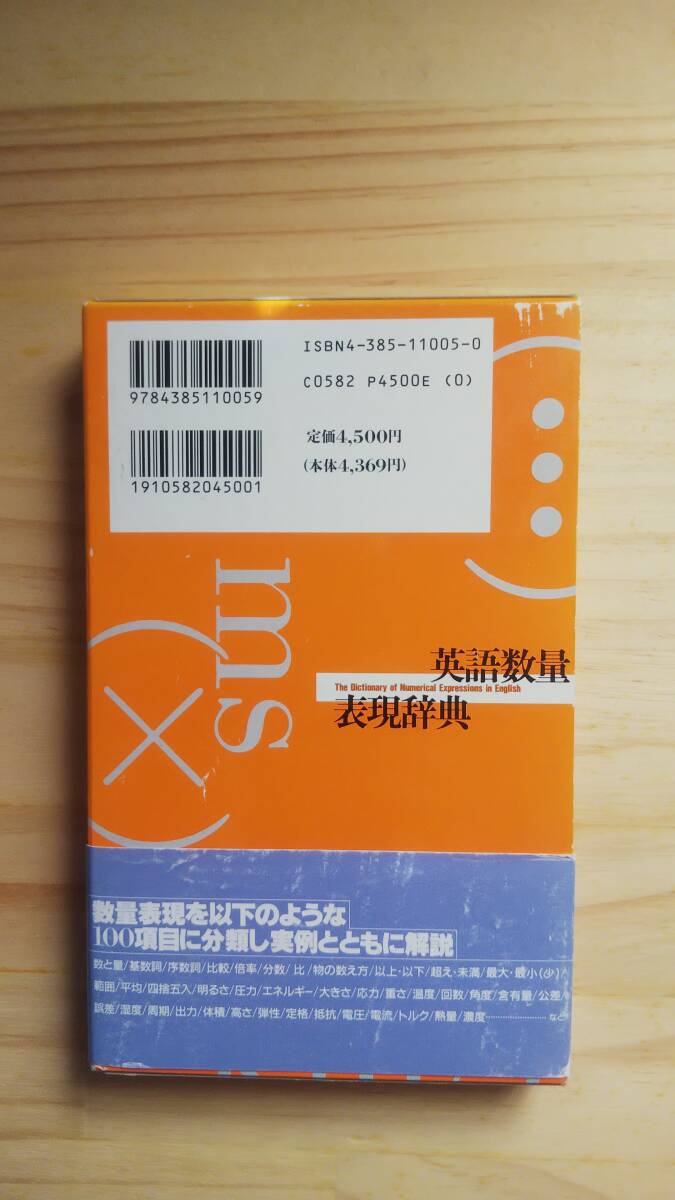 ISBN4-385-11005-0
9784385110059
C0582 P4500E (0)
定価4,500円
(本体4,369円)
1910582045001
ms
(×)
英語数量
The Dictionary of Numerical Expressions in English
表現辞典
数量表現を以下のような
100項目に分類し実例とともに解説
数と量/基数詞/序数詞/比較/倍率/分数/ 比 /物の数え方/以上・以下/超え・未満/最大・最小(少)/
範囲/平均/四捨五入/明るさ/圧力/エネルギー/大きさ/応力/重さ/温度/回数/角度/含有量/公差/
誤差/湿度/周期/出力/体積/高さ/弾性/定格/抵抗/電圧/電流/トルク/熱量/濃度………………など